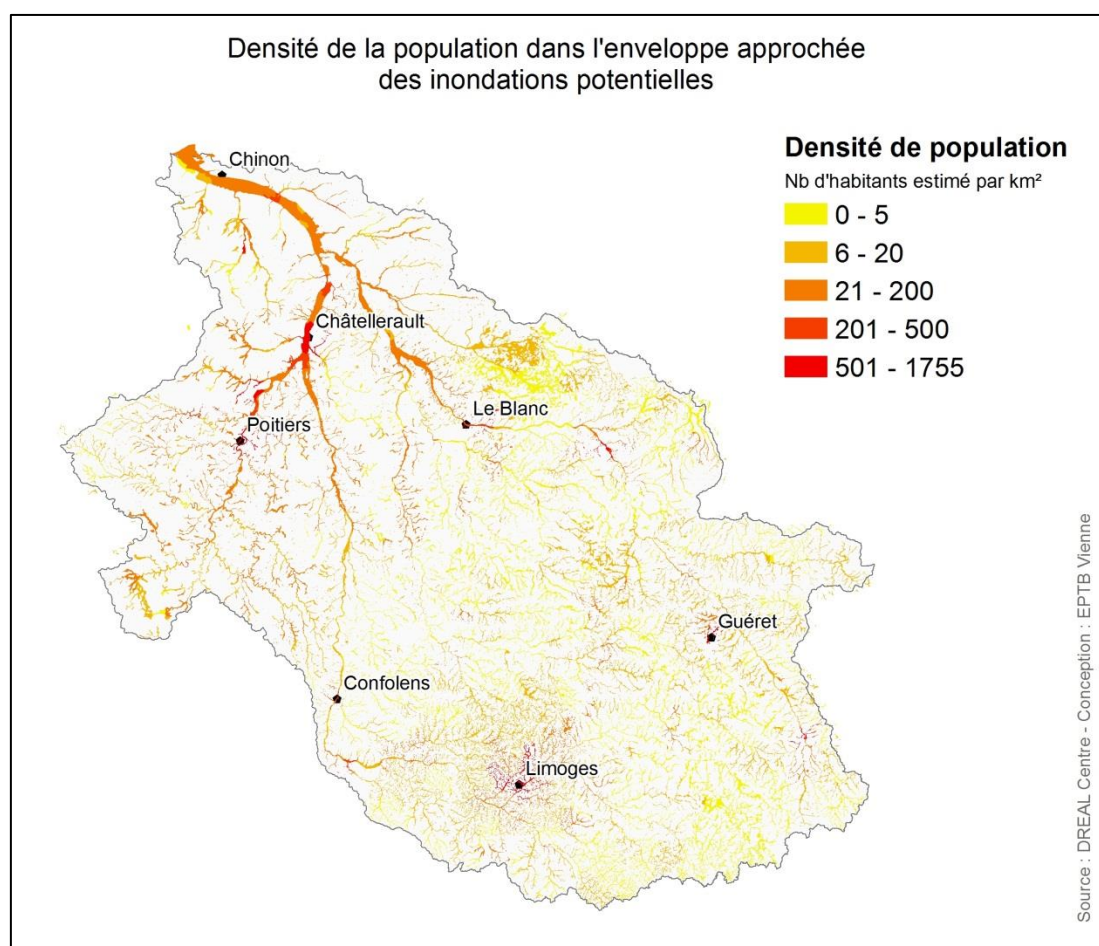 Densité de la population dans l'enveloppe approchée
des inondations potentielles
Densité de population
Nb d'habitants estimé par km²
0 - 5
6 - 20
21 - 200
201 - 500
501 - 1755
Chinon
Châtellerault
Le Blanc
Poitiers
Guéret
Confolens
Limoges
Source : DREAL Centre - Conception : EPTB Vienne